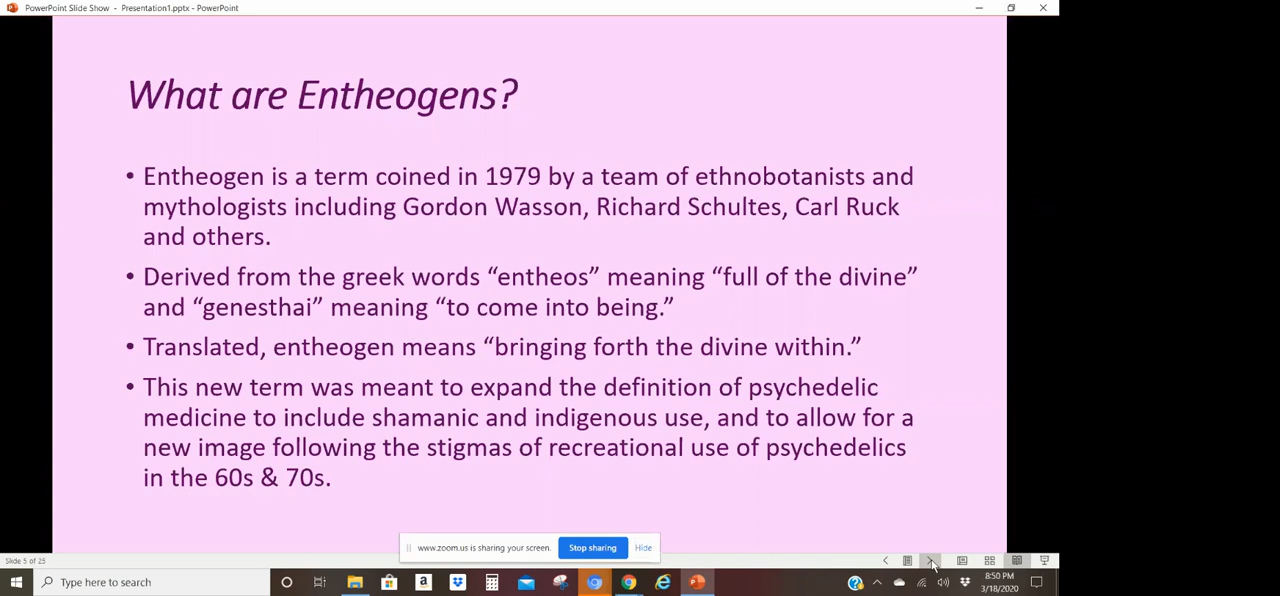 PowerPoint Slide Show - Presentation1.pptx - PowerPoint
What are Entheogens?
• Entheogen is a term coined in 1979 by a team of ethnobotanists and
mythologists including Gordon Wasson, Richard Schultes, Carl Ruck
and others.
• Derived from the greek words “entheos” meaning “full of the divine”
and “genesthai” meaning “to come into being.”
• Translated, entheogen means “bringing forth the divine within.”
• This new term was meant to expand the definition of psychedelic
medicine to include shamanic and indigenous use, and to allow for a
new image following the stigmas of recreational use of psychedelics
in the 60s & 70s.
www.zoom.us is sharing your screen. Stop sharing Hide
Slide 5 of 25
Type here to search
8:50 PM
3/18/2020